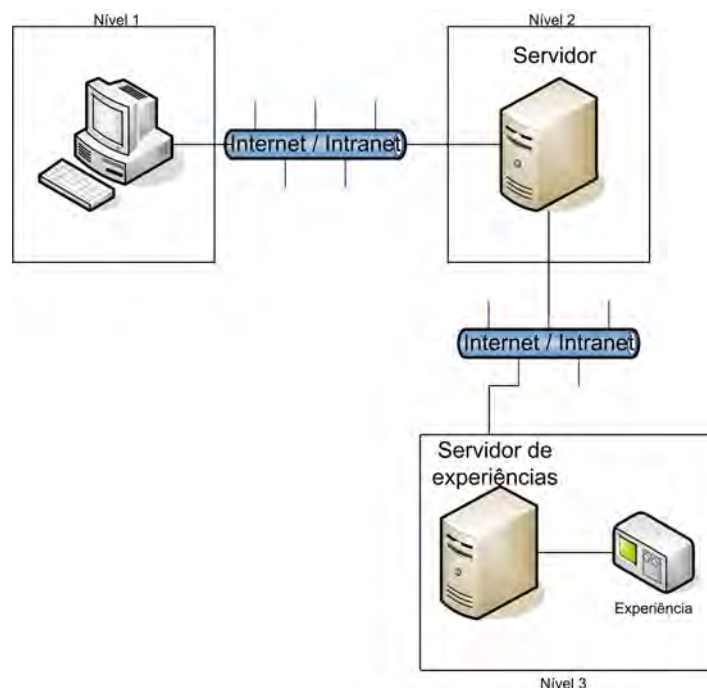 Nível 1
Nível 2
Servidor
Internet / Intranet
Internet / Intranet
Servidor de
experiências
Experiência
Nível 3